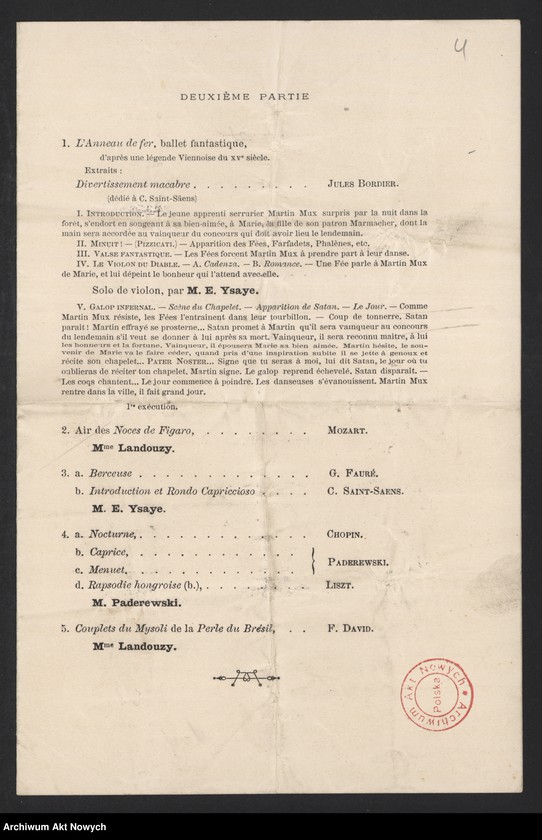 4
DEUXIÈME PARTIE
1. L'Anneau de fer, ballet fantastique,
d'après une légende Viennoise du XVe siècle.
Extraits :
Divertissement macabre . . . . . . . . . JULES BORDIER.
(dédié à C. Saint-Säens)
I. INTRODUCTION. — Le jeune apprenti serrurier Martin Mux surpris par la nuit dans la
forêt, s'endort en songeant à sa bien-aimée, à Marie, la fille de son patron Marmacher, dont la
main sera accordée au vainqueur du concours qui doit avoir lieu le lendemain.
II. MINUIT ! — (PIZZICATI.) — Apparition des Fées, Farfadets, Phalènes, etc.
III. VALSE FANTASTIQUE. — Les Fées forcent Martin Mux à prendre part à leur danse.
IV. LE VIOLON DU DIABLE. — A. Cadenza. — B. Romance. — Une Fée parle à Martin Mux
de Marie, et lui dépeint le bonheur qui l'attend avec elle.
Solo de violon, par M. E. Ysaye.
V. GALOP INFERNAL. — Scène du Chapelet. — Apparition de Satan. — Le Jour. — Comme
Martin Mux résiste, les Fées l'entrainent dans leur tourbillon. — Coup de tonnerre, Satan
parait ! Martin effrayé se prosterne... Satan promet à Martin qu'il sera vainqueur au concours
du lendemain s'il veut se donner à lui après sa mort. Vainqueur, il sera reconnu maître, à lui
les honneurs et la fortune. Vainqueur, il épousera Marie sa bien aimée. Martin hésite, le sou-
venir de Marie va le faire céder, quand pris d'une inspiration subite il se jette à genoux et
récite son chapelet... PATER NOSTER... Signe que tu seras à moi, lui dit Satan, le jour où tu
oublieras de réciter ton chapelet. Martin signe. Le galop reprend échevelé. Satan disparaît. —
Les coqs chantent... Le jour commence à poindre. Les danseuses s'évanouissent. Martin Mux
rentre dans la ville, il fait grand jour.
1re exécution.
2. Air des Noces de Figaro, . . . . . . . . MOZART.
Mme Landouzy.
3. a. Berceuse . . . . . . . . . . . . . G. FAURÉ.
b. Introduction et Rondo Capriccioso . . . . C. SAINT-SAENS.
M. E. Ysaye.
4. a. Nocturne, . . . . . . . . . . . . . CHOPIN.
b. Caprice, . . . . . . . . . . . . .
c. Menuet, . . . . . . . . . . . . . PADEREWSKI.
d. Rapsodie hongroise (b.), . . . . . . . . LISZT.
M. Paderewski.
5. Couplets du Mysoli de la Perle du Brésil, . . F. DAVID.
Mme Landouzy.
Archiwum Akt Nowych
Polska
Archiwum Akt Nowych